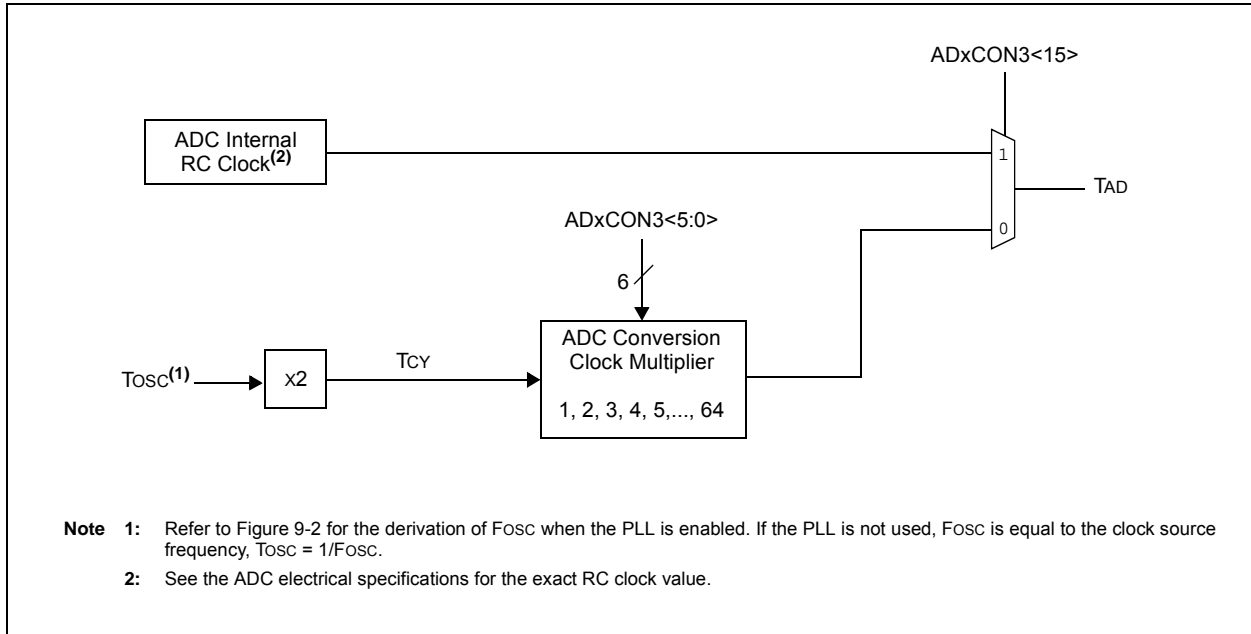 ADxCON3<15>
ADC Internal
RC Clock(2)
1
TAD
ADxCON3<5:0>
0
6
ADC Conversion
Clock Multiplier
TOSC(1)
X2
TCY
1, 2, 3, 4, 5,..., 64
Note 1: Refer to Figure 9-2 for the derivation of FOSC when the PLL is enabled. If the PLL is not used, FOSC is equal to the clock source
frequency, TOSC = 1/FOSC.
2: See the ADC electrical specifications for the exact RC clock value.